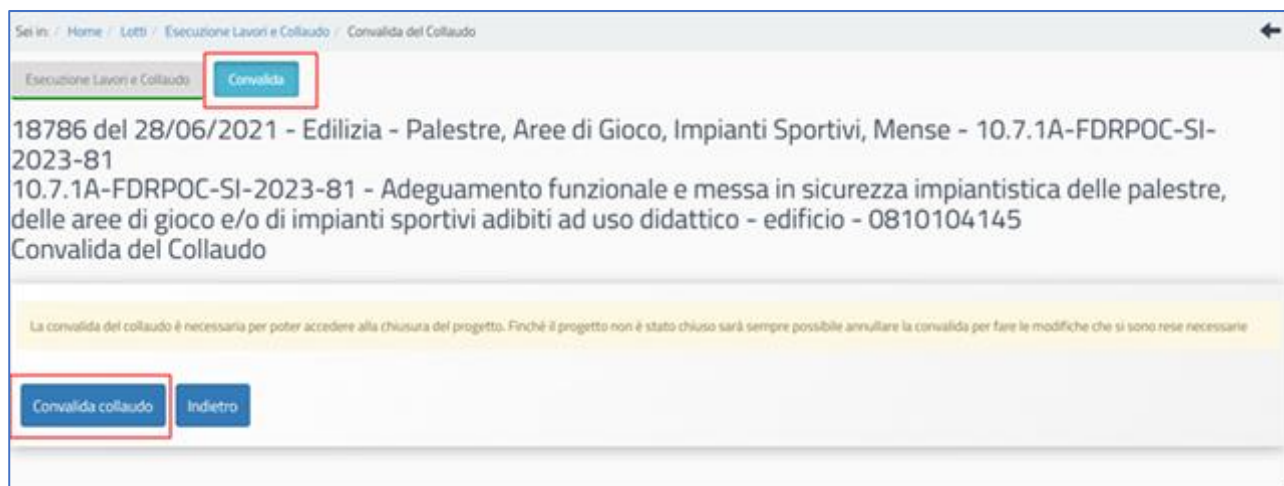 Sei in: / Home / Lotti / Esecuzione Lavori e Collaudo / Convalida del Collaudo
Esecuzione Lavori e Collaudo Convalida
18786 del 28/06/2021 - Edilizia - Palestre, Aree di Gioco, Impianti Sportivi, Mense - 10.7.1A-FDRPOC-SI-
2023-81
10.7.1A-FDRPOC-SI-2023-81 - Adeguamento funzionale e messa in sicurezza impiantistica delle palestre,
delle aree di gioco e/o di impianti sportivi adibiti ad uso didattico - edificio - 0810104145
Convalida del Collaudo
La convalida del collaudo è necessaria per poter accedere alla chiusura del progetto. Finché il progetto non è stato chiuso sarà sempre possibile annullare la convalida per fare le modifiche che si sono rese necessarie
Convalida collaudo Indietro